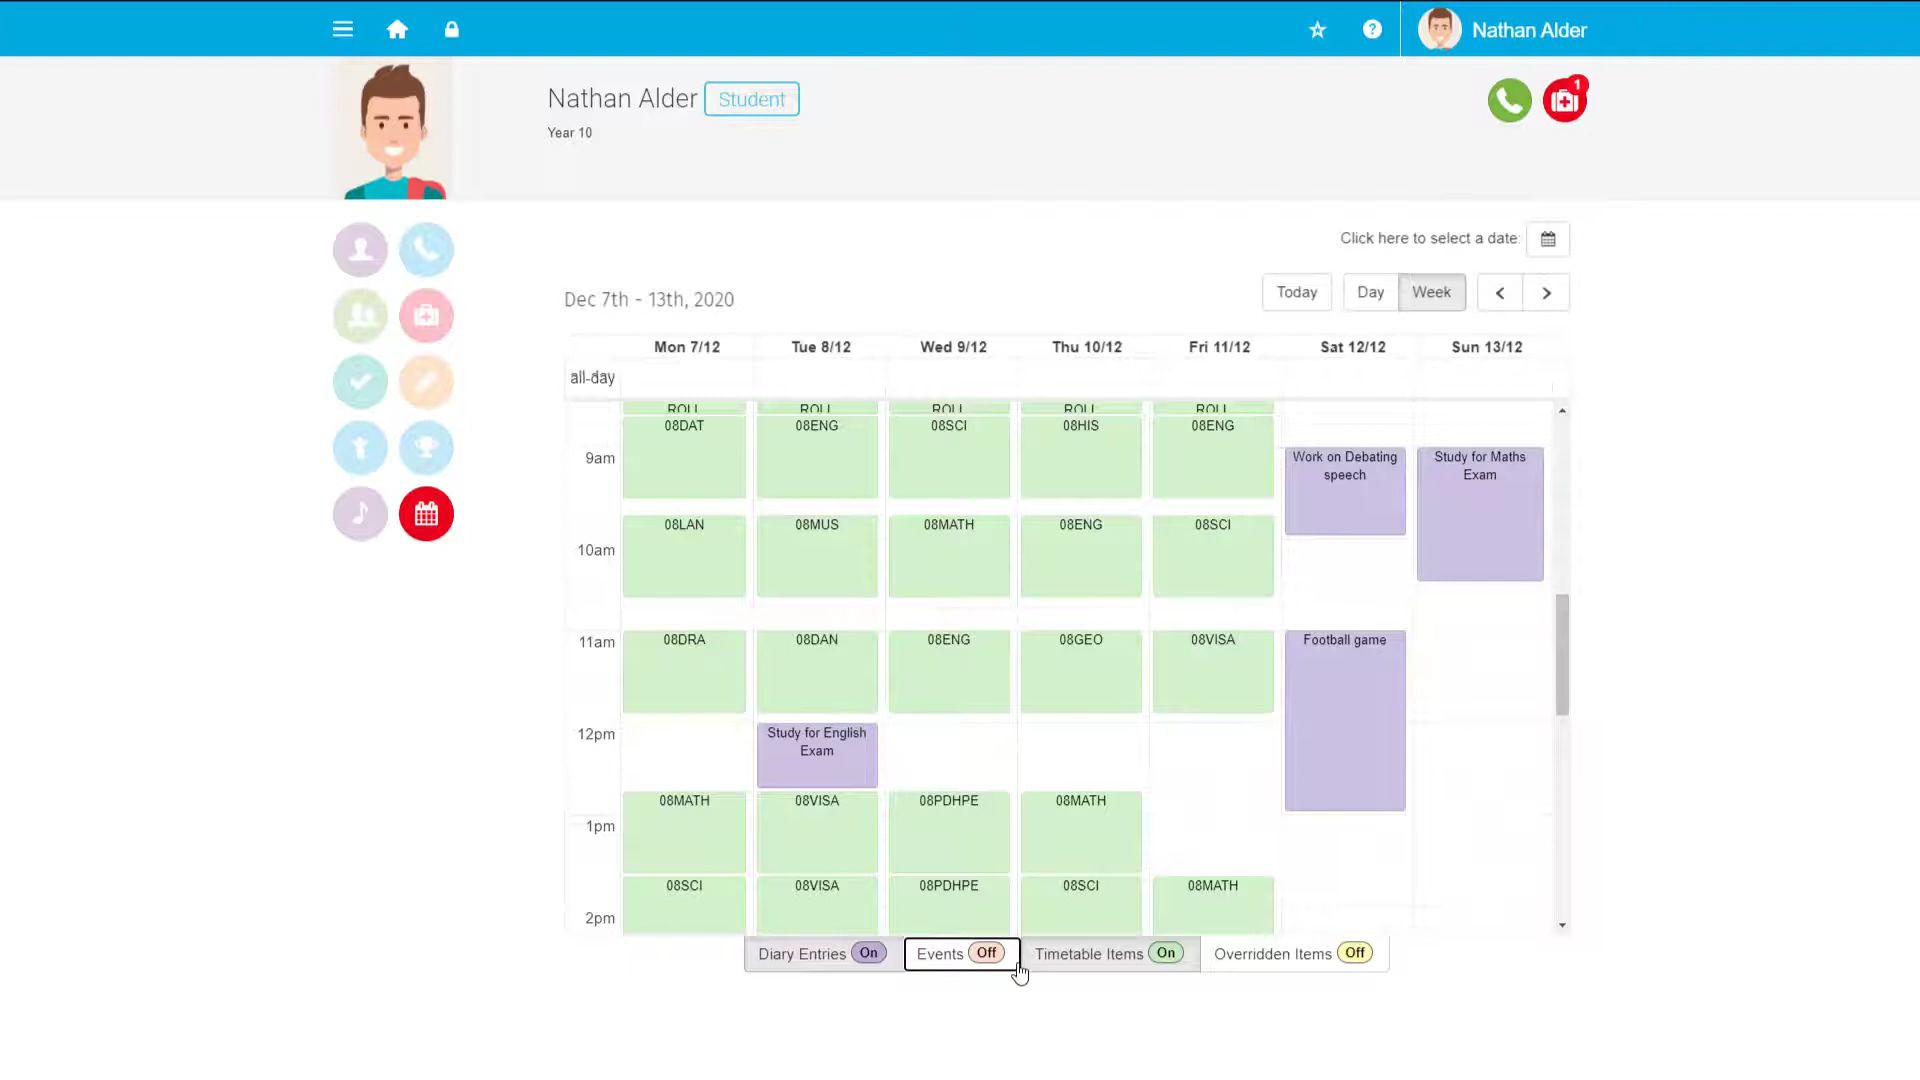 Nathan Alder
Nathan Alder Student
Year 10
1
Click here to select a date:
Dec 7th - 13th, 2020
Today Day Week
Mon 7/12 Tue 8/12 Wed 9/12 Thu 10/12 Fri 11/12 Sat 12/12 Sun 13/12
all-day
ROLL ROLL ROLL ROLL ROLL
08DAT 08ENG 08SCI 08HIS 08ENG
9am
Work on Debating
speech
Study for Maths
Exam
08LAN 08MUS 08MATH 08ENG 08SCI
10am
11am
08DRA 08DAN 08ENG 08GEO 08VISA Football game
12pm
Study for English
Exam
08MATH 08VISA 08PDHPE 08MATH
1pm
08SCI 08VISA 08PDHPE 08SCI 08MATH
2pm
Diary Entries On Events Off Timetable Items On Overridden Items Off